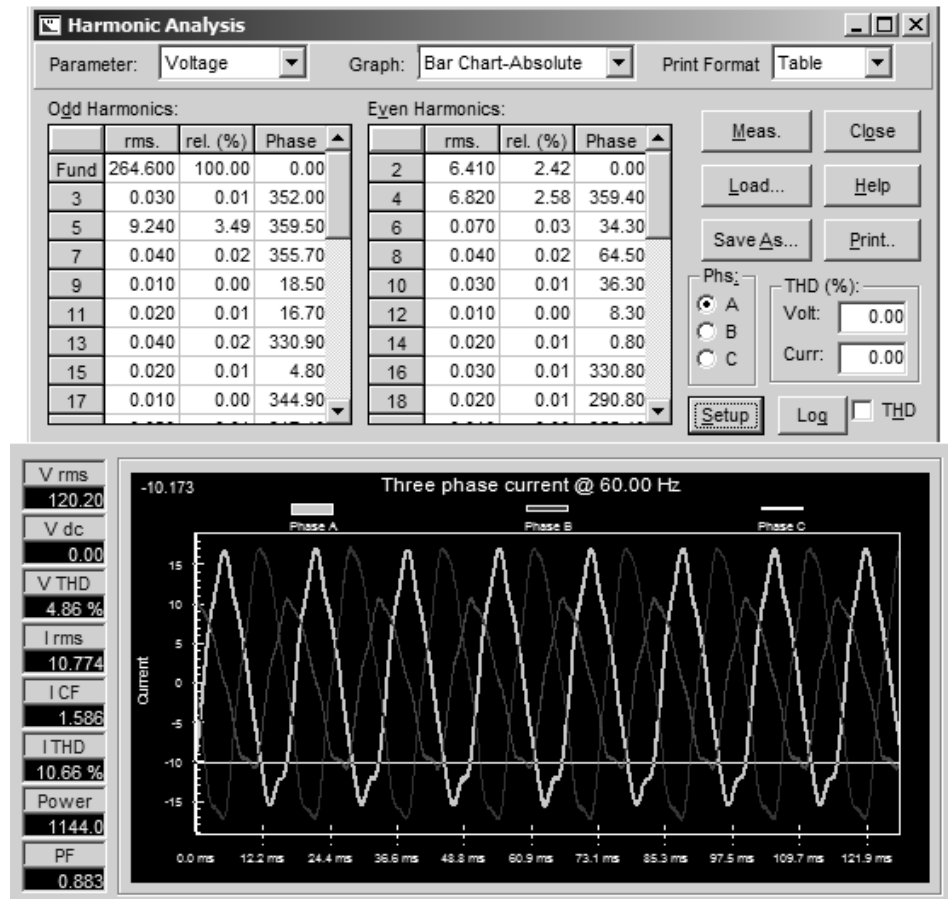 Harmonic Analysis
Parameter: Voltage Graph: Bar Chart-Absolute Print Format Table
Odd Harmonics: Even Harmonics:
rms. rel. (%) Phase rms. rel. (%) Phase
Fund 264.600 100.00 0.00 2 6.410 2.42 0.00
3 0.030 0.01 352.00 4 6.820 2.58 359.40
5 9.240 3.49 359.50 6 0.070 0.03 34.30
7 0.040 0.02 355.70 8 0.040 0.02 64.50
9 0.010 0.00 18.50 10 0.030 0.01 36.30
11 0.020 0.01 16.70 12 0.010 0.00 8.30
13 0.040 0.02 330.90 14 0.020 0.01 0.80
15 0.020 0.01 4.80 16 0.030 0.01 330.80
17 0.010 0.00 344.90 18 0.020 0.01 290.80
Meas. Close
Load... Help
Save As... Print..
Phs:
A
B
C
THD (%):
Volt: 0.00
Curr: 0.00
Setup Log THD
V rms
120.20
V dc
0.00
V THD
4.86 %
I rms
10.774
I CF
1.586
I THD
10.66 %
Power
1144.0
PF
0.883
-10.173 Three phase current @ 60.00 Hz
Phase A Phase B Phase C
Current
15
10
5
0
-5
-10
-15
0.0 ms 12.2 ms 24.4 ms 36.6 ms 48.8 ms 60.9 ms 73.1 ms 85.3 ms 97.5 ms 109.7 ms 121.9 ms